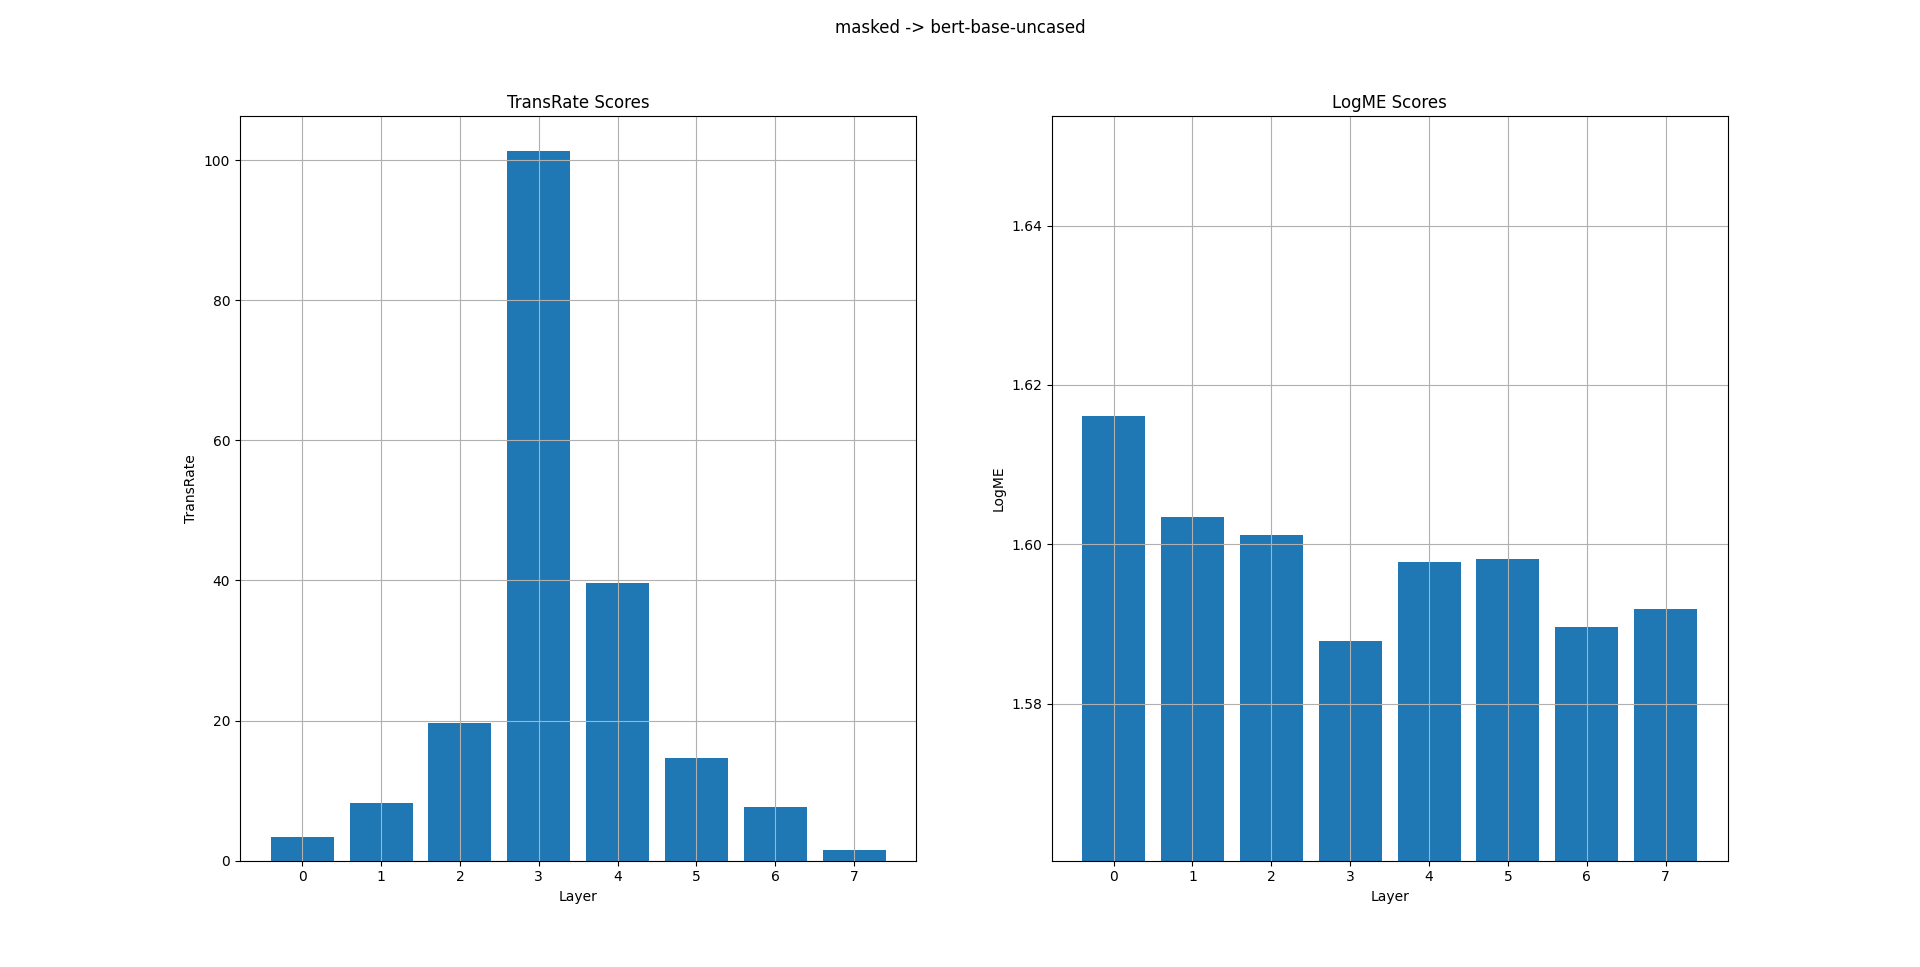 masked -> bert-base-uncased
TransRate Scores
TransRate
100
80
60
40
20
0
0 1 2 3 4 5 6 7
Layer
LogME Scores
LogME
1.64
1.62
1.60
1.58
0 1 2 3 4 5 6 7
Layer